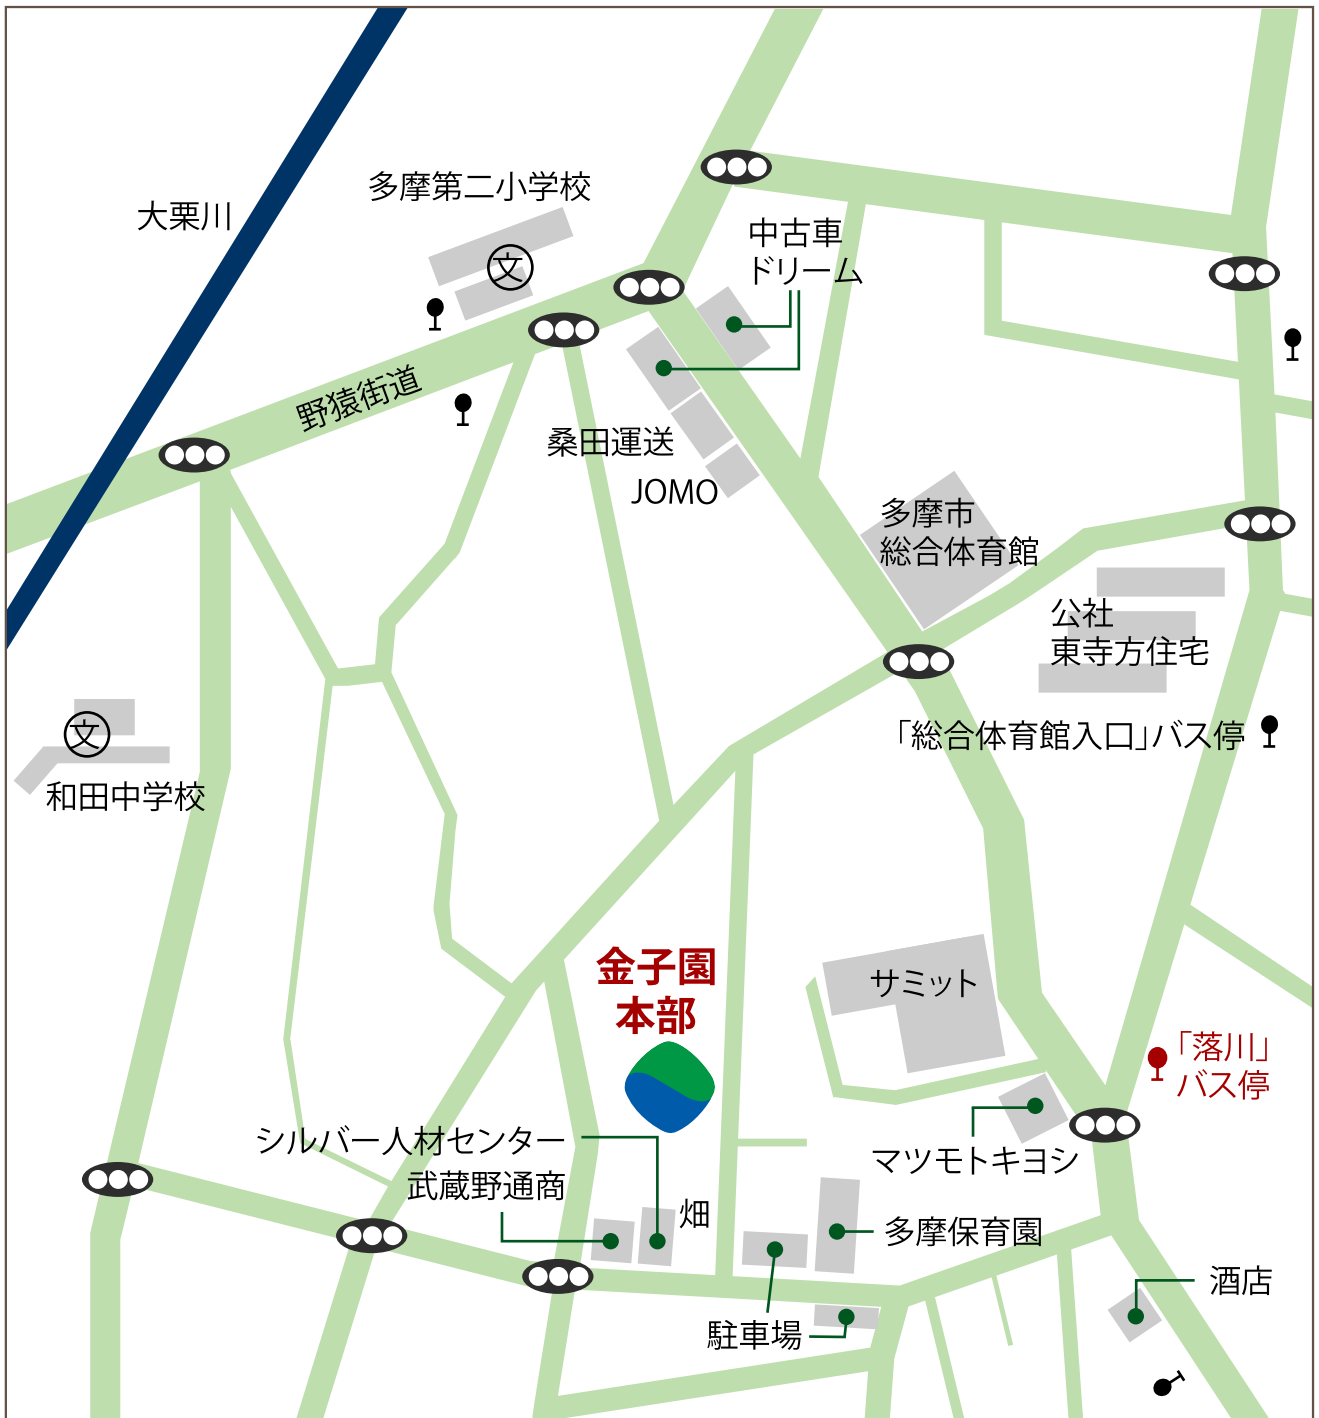 多摩第二小学校
文
大栗川
中古車
ドリーム
野猿街道
桑田運送
JOMO
多摩市
総合体育館
公社
東寺方住宅
「総合体育館入口」バス停
文
和田中学校
金子園
本部
サミット
「落川」
バス停
シルバー人材センター
武蔵野通商
畑
マツモトキヨシ
多摩保育園
酒店
駐車場